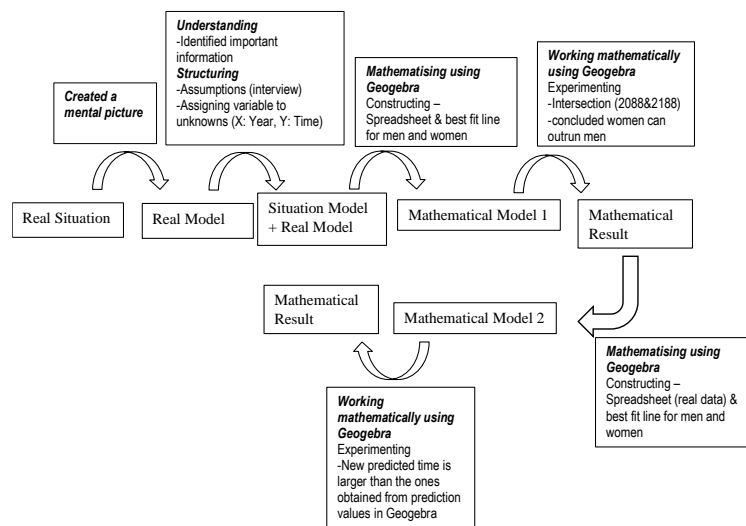 Created a
mental picture
Understanding
-Identified important
information
Structuring
-Assumptions (interview)
-Assigning variable to
unknowns (X: Year, Y: Time)
Mathematising using
Geogebra
Constructing –
Spreadsheet & best fit line
for men and women
Working mathematically
using Geogebra
Experimenting
-Intersection (2088&2188)
-concluded women can
outrun men
Real Situation
Real Model
Situation Model
+ Real Model
Mathematical Model 1
Mathematical
Result
Mathematical
Result
Mathematical Model 2
Mathematising using
Geogebra
Constructing –
Spreadsheet (real data) &
best fit line for men and
women
Working
mathematically using
Geogebra
Experimenting
-New predicted time is
larger than the ones
obtained from prediction
values in Geogebra